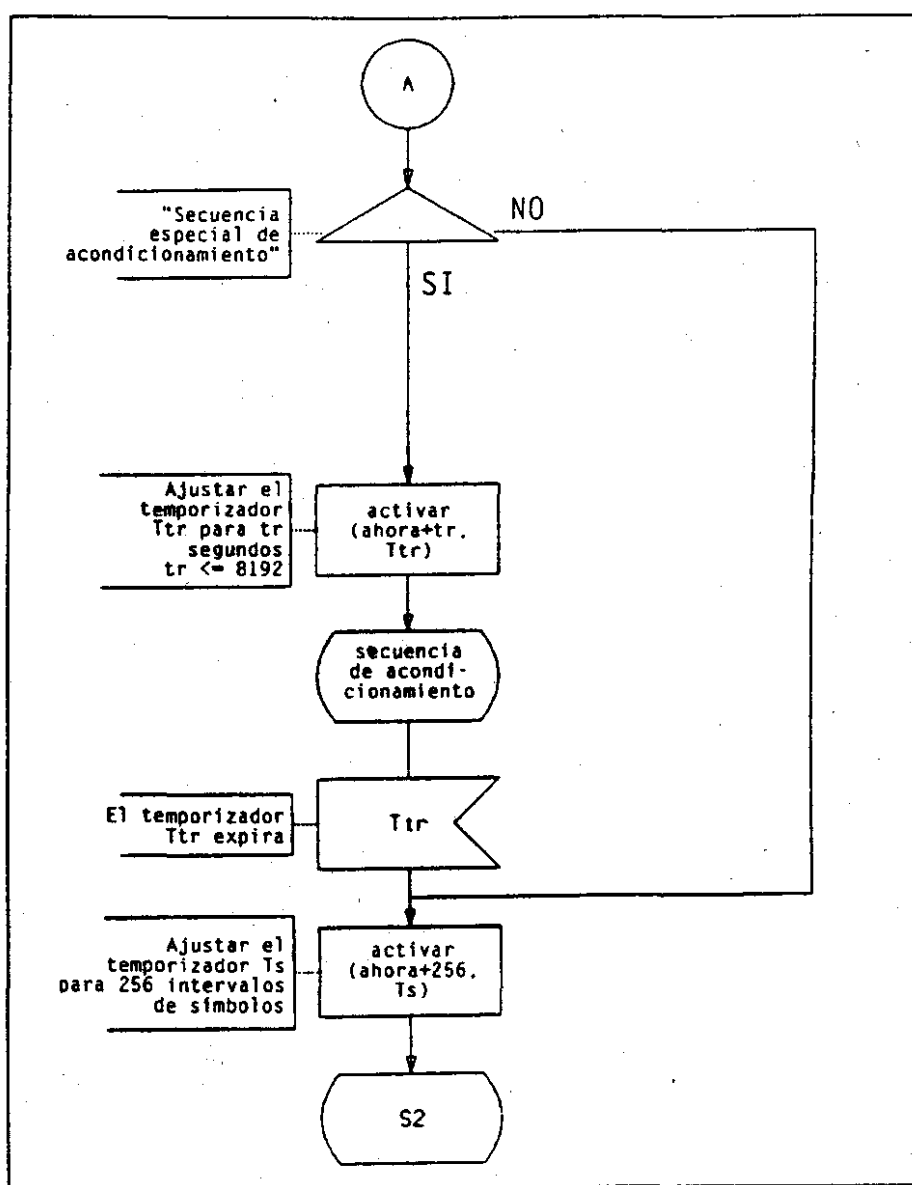 A
"Secuencia
especial de
acondicionamiento"
NO
SI
Ajustar el
temporizador
Ttr para tr
segundos
tr <= 8192
activar
(ahora+tr,
Ttr)
secuencia
de acondi-
cionamiento
El temporizador
Ttr expira
Ttr
Ajustar el
temporizador Ts
para 256 intervalos
de símbolos
activar
(ahora+256,
Ts)
S2